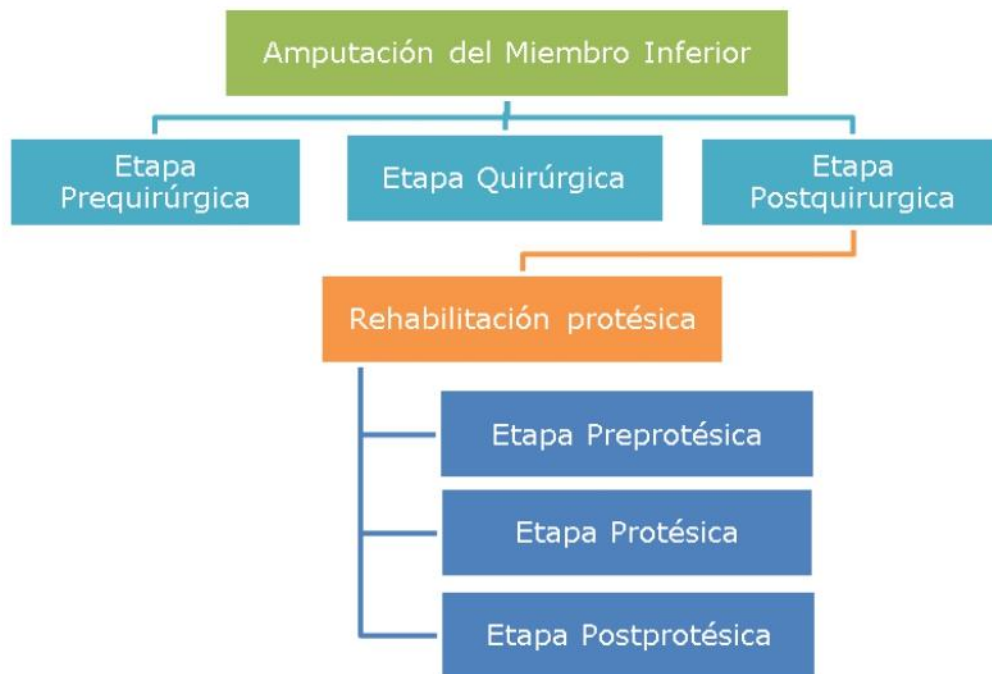 Amputación del Miembro Inferior
Etapa
Prequirúrgica
Etapa Quirúrgica
Etapa
Postquirurgica
Rehabilitación protésica
Etapa Preprotésica
Etapa Protésica
Etapa Postprotésica